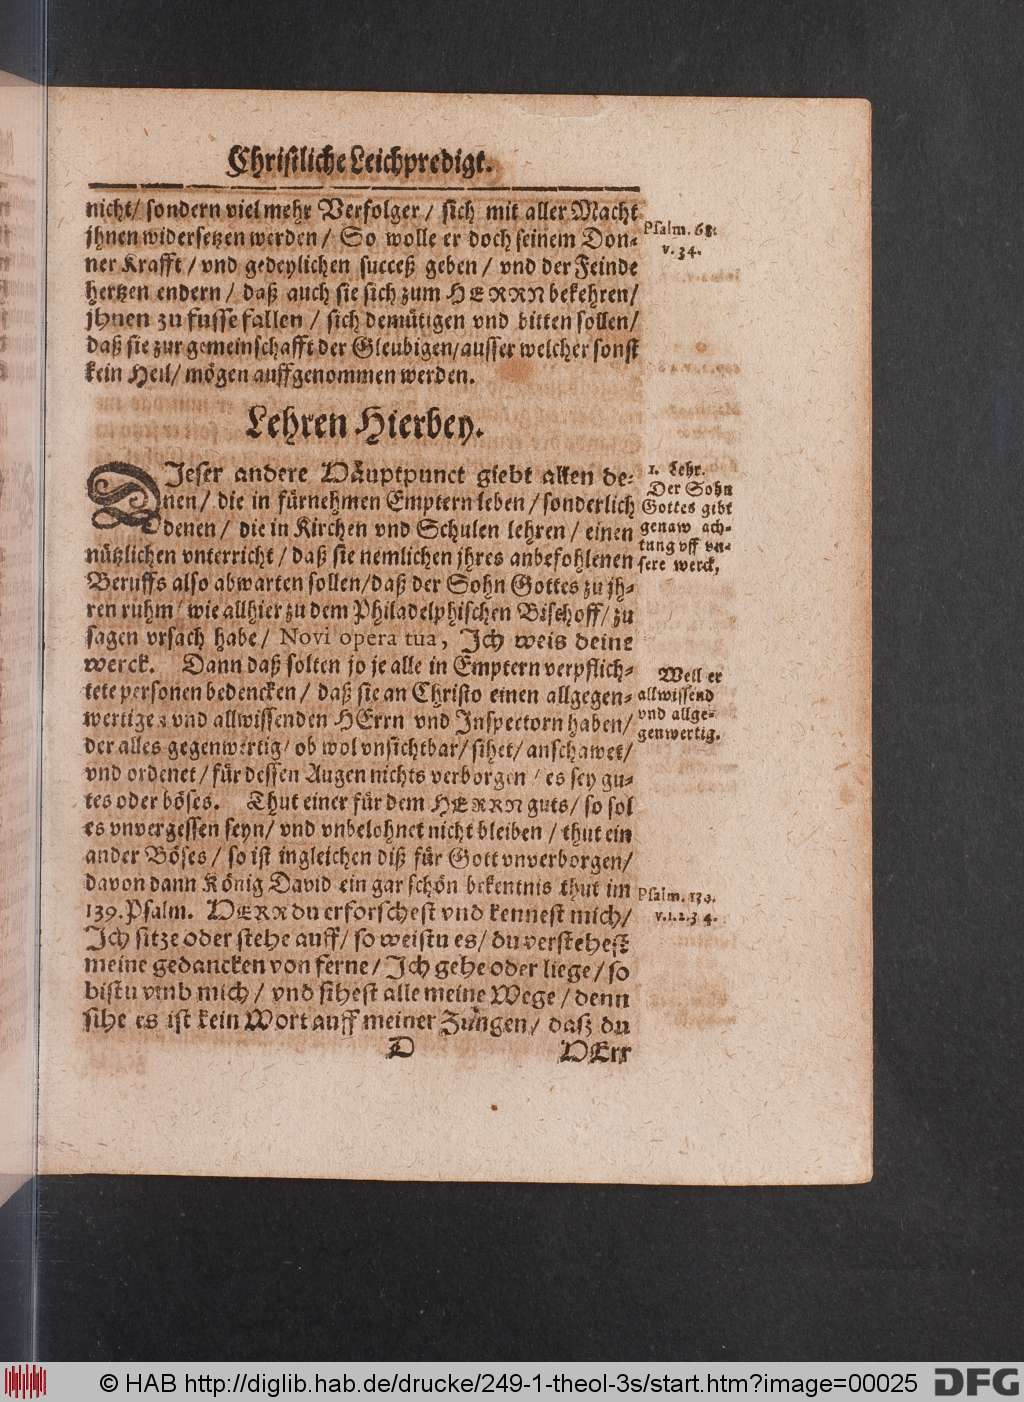 Christliche Leichpredigt.
nicht/ sondern viel mehr Verfolger/ sich mit aller Macht
jhnen widersetzen werden/ So wolle er doch seinem Don-
ner Krafft/ vnd gedeylichen succeß geben/ vnd der Feinde
hertzen endern/ daß auch sie sich zum HERRN bekehren/
jhnen zu fusse fallen/ sich demütigen vnd bitten sollen/
daß sie zur gemeinschafft der Gleubigen/ ausser welcher sonst
kein Heil/ mögen auffgenommen werden.
Psalm. 68.
v. 34.
Lehren Hierbey.
DIeser andere Häuptpunct giebt allen de-
nen/ die in fürnehmen Emptern leben/ sonderlich
denen/ die in Kirchen vnd Schulen lehren/ einen
nützlichen vnterricht/ daß sie nemlichen jhres anbefohlenen
Beruffs also abwarten sollen/ daß der Sohn Gottes zu jh-
ren ruhm/ wie allhier zu dem Philadelphischen Bischoff/ zu
sagen vrsach habe/ Novi opera tua, Ich weis deine
werck. Dann daß solten jo je alle in Emptern verpflich-
tete personen bedencken/ daß sie an Christo einen allgegen-
wertigen vnd allwissenden HErrn vnd Inspectorn haben/
der alles gegenwertig/ ob wol vnsichtbar/ sihet/ anschawet/
vnd ordenet/ für dessen Augen nichts verborgen/ es sey gu-
tes oder böses. Thut einer für dem HERRN guts/ so sol
es vnvergessen seyn/ vnd vnbelohnet nicht bleiben/ thut ein
ander Böses/ so ist ingleichen diß für Gott vnverborgen/
davon dann König David ein gar schön bekentnis thut im
139. Psalm. HERR du erforschest vnd kennest mich/
Ich sitze oder stehe auff/ so weistu es/ du verstehest
meine gedancken von ferne/ Ich gehe oder liege/ so
bistu vmb mich/ vnd sihest alle meine Wege/ denn
sihe es ist kein Wort auff meiner Zungen/ daß du
1. Lehr.
Der Sohn
Gottes gibt
genaw ach-
tung vff vn-
sere werck,
Weil er
allwissend
vnd allge-
genwertig.
Psalm. 139.
v. 1. 2. 3 4.
D
HErr
© HAB http://diglib.hab.de/drucke/249-1-theol-3s/start.htm?image=00025
DFG